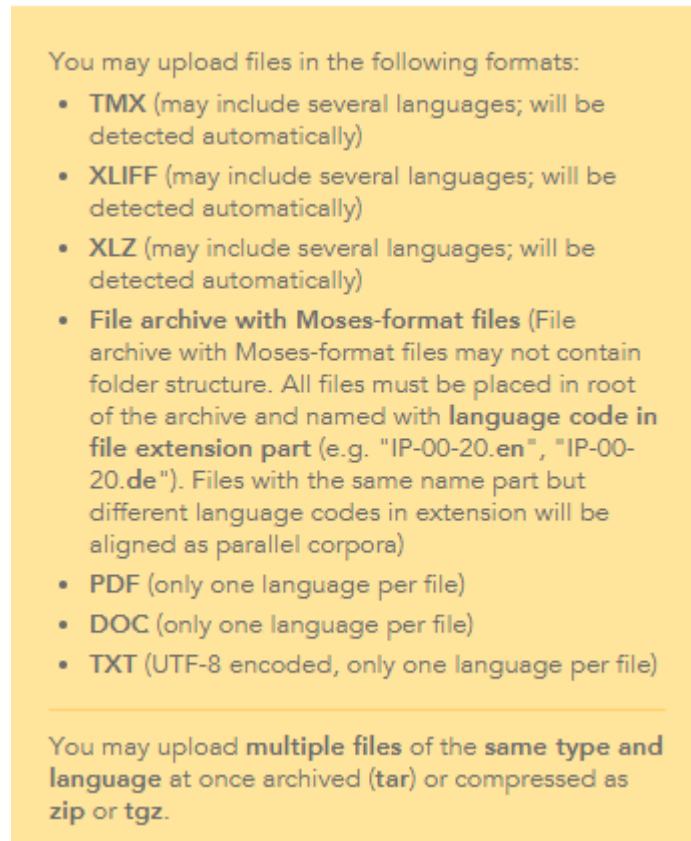 You may upload files in the following formats:
• TMX (may include several languages; will be
detected automatically)
• XLIFF (may include several languages; will be
detected automatically)
• XLZ (may include several languages; will be
detected automatically)
• File archive with Moses-format files (File
archive with Moses-format files may not contain
folder structure. All files must be placed in root
of the archive and named with language code in
file extension part (e.g. "IP-00-20.en", "IP-00-
20.de"). Files with the same name part but
different language codes in extension will be
aligned as parallel corpora)
• PDF (only one language per file)
• DOC (only one language per file)
• TXT (UTF-8 encoded, only one language per file)
You may upload multiple files of the same type and
language at once archived (tar) or compressed as
zip or tgz.